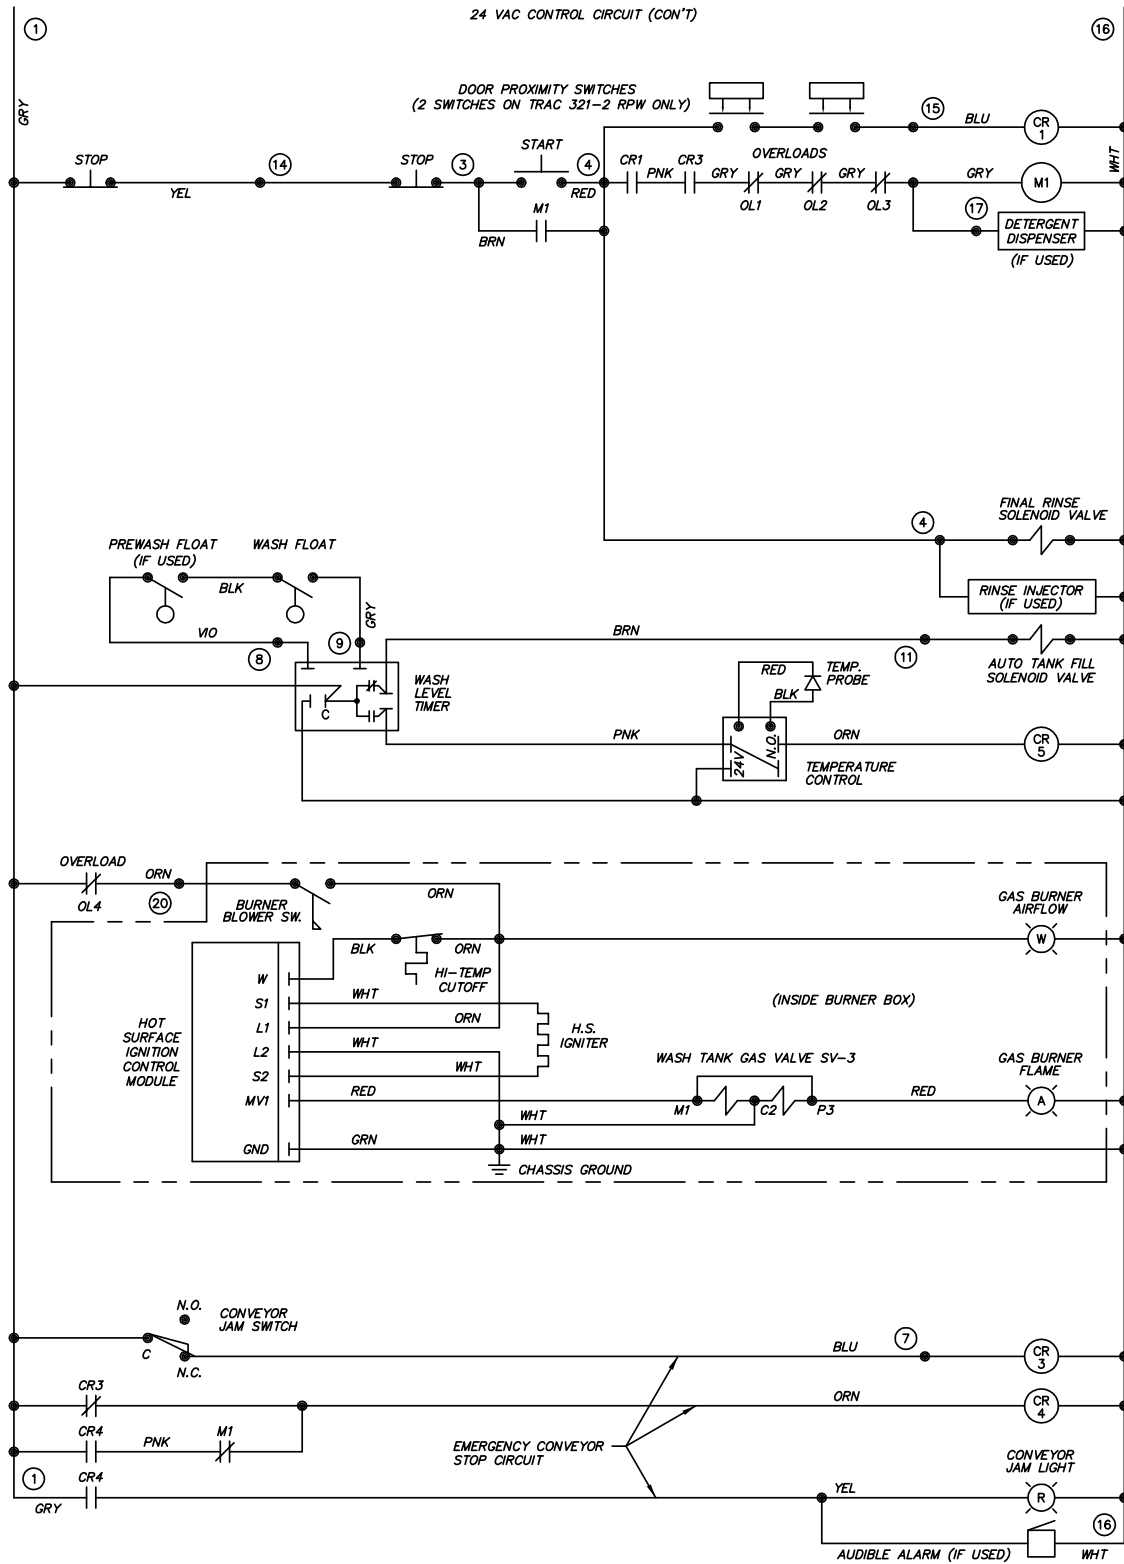 24 VAC CONTROL CIRCUIT (CON'T)
1
16
GRY
DOOR PROXIMITY SWITCHES
(2 SWITCHES ON TRAC 321-2 RPW ONLY)
15
BLU
CR
1
WHT
STOP
14
YEL
STOP
3
START
4
RED
CR1
PNK
CR3
GRY
OVERLOADS
GRY
GRY
OL1
OL2
OL3
GRY
M1
M1
BRN
17
DETERGENT
DISPENSER
(IF USED)
4
FINAL RINSE
SOLENOID VALVE
RINSE INJECTOR
(IF USED)
PREWASH FLOAT
(IF USED)
WASH FLOAT
BLK
GRY
VIO
8
9
BRN
11
AUTO TANK FILL
SOLENOID VALVE
C
WASH
LEVEL
TIMER
RED
TEMP.
PROBE
BLK
PNK
24V
N.O.
ORN
CR
5
TEMPERATURE
CONTROL
OVERLOAD
ORN
OL4
20
BURNER
BLOWER SW.
ORN
GAS BURNER
AIRFLOW
W
BLK
ORN
HI-TEMP
CUTOFF
W
S1
L1
L2
S2
MV1
GND
HOT
SURFACE
IGNITION
CONTROL
MODULE
WHT
ORN
WHT
WHT
RED
GRN
H.S.
IGNITER
(INSIDE BURNER BOX)
WASH TANK GAS VALVE SV-3
M1
C2
P3
RED
GAS BURNER
FLAME
A
WHT
WHT
CHASSIS GROUND
N.O.
CONVEYOR
JAM SWITCH
C
N.C.
BLU
7
CR
3
CR3
ORN
CR
4
CR4
PNK
M1
EMERGENCY CONVEYOR
STOP CIRCUIT
1
CR4
GRY
YEL
CONVEYOR
JAM LIGHT
R
16
AUDIBLE ALARM (IF USED)
WHT